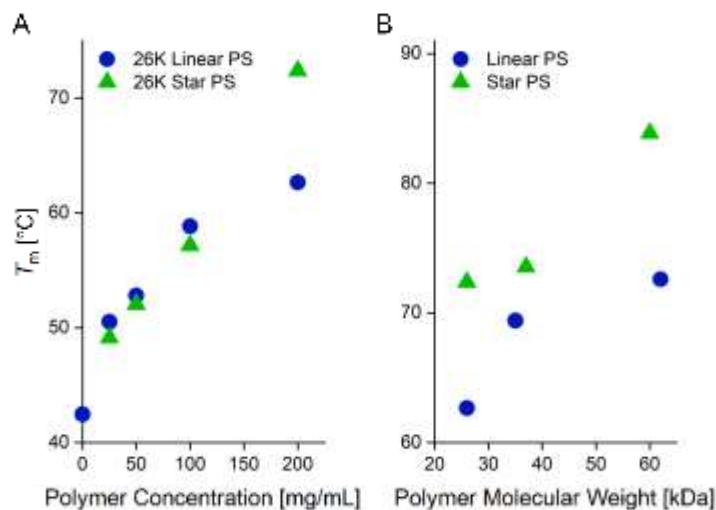 A
26K Linear PS
26K Star PS
70
60
50
40
Tm [°C]
0 50 100 150 200
Polymer Concentration [mg/mL]
B
Linear PS
Star PS
90
80
70
60
20 30 40 50 60
Polymer Molecular Weight [kDa]